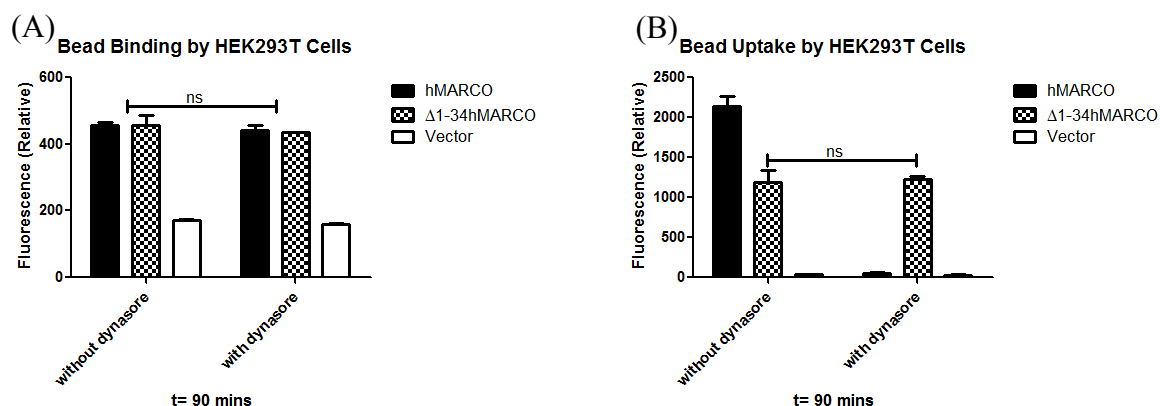 (A)
Bead Binding by HEK293T Cells
Fluorescence (Relative)
600
400
200
0
ns
without dynasore
with dynasore
t= 90 mins
hMARCO
Δ1-34hMARCO
Vector
(B)
Bead Uptake by HEK293T Cells
Fluorescence (Relative)
2500
2000
1500
1000
500
0
ns
without dynasore
with dynasore
t= 90 mins
hMARCO
Δ1-34hMARCO
Vector